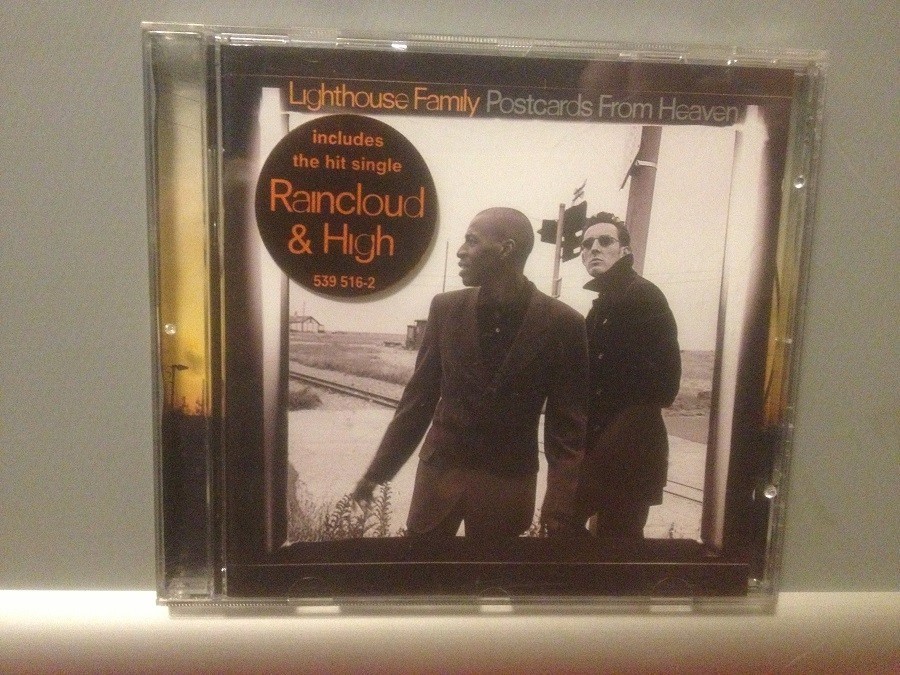 Lighthouse Family Postcards From Heaven
includes
the hit single
Raincloud
& High
539 516-2